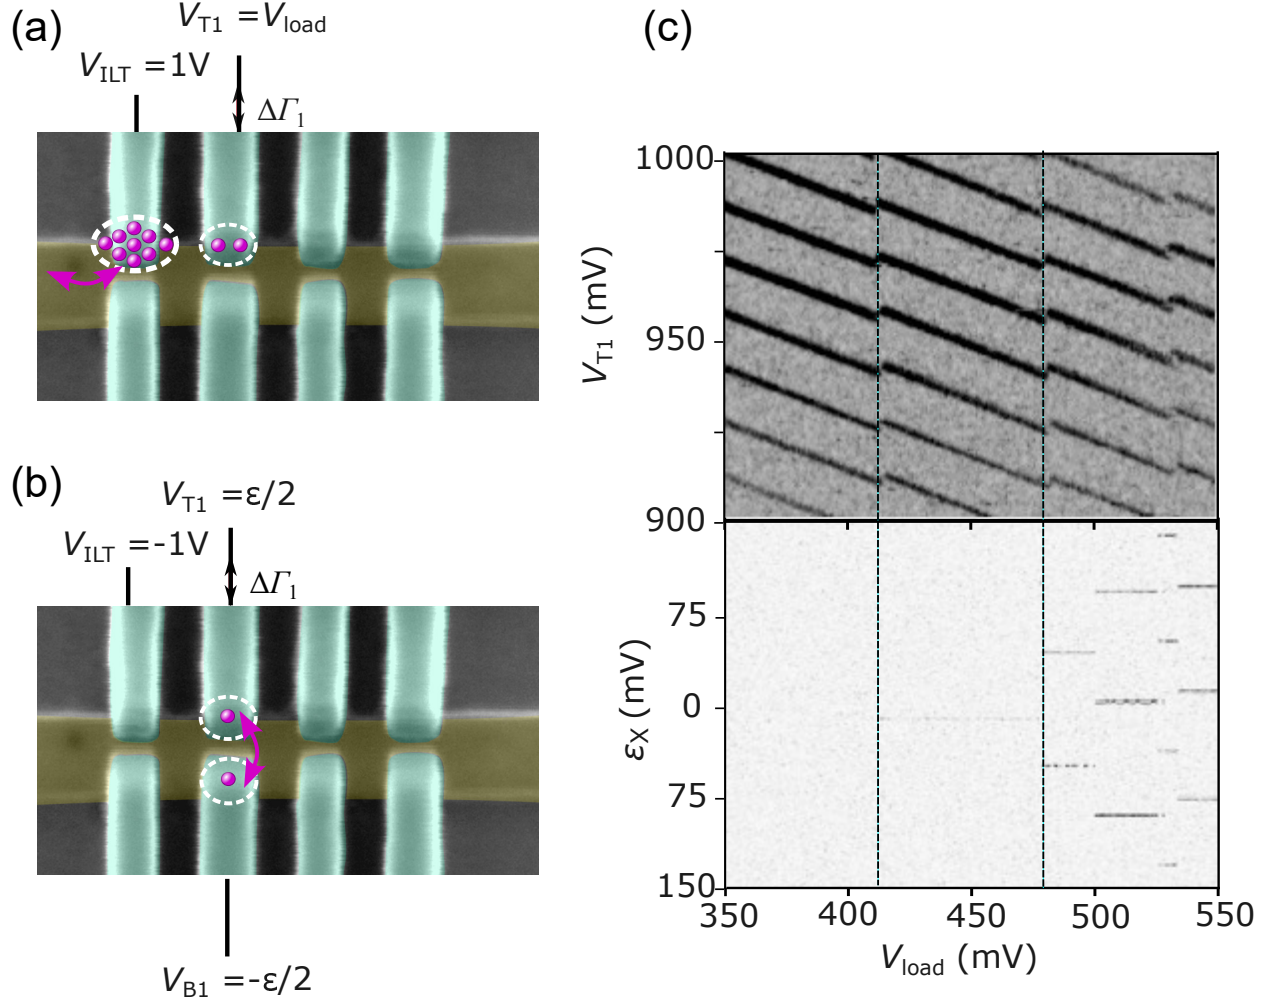 (a)
V_T1 =V_load
V_ILT =1V
ΔΓ_1
(b)
V_T1 =ε/2
V_ILT =-1V
ΔΓ_1
V_B1 =-ε/2
(c)
1000
950
900
V_T1 (mV)
75
0
75
150
ε_X (mV)
350 400 450 500 550
V_load (mV)